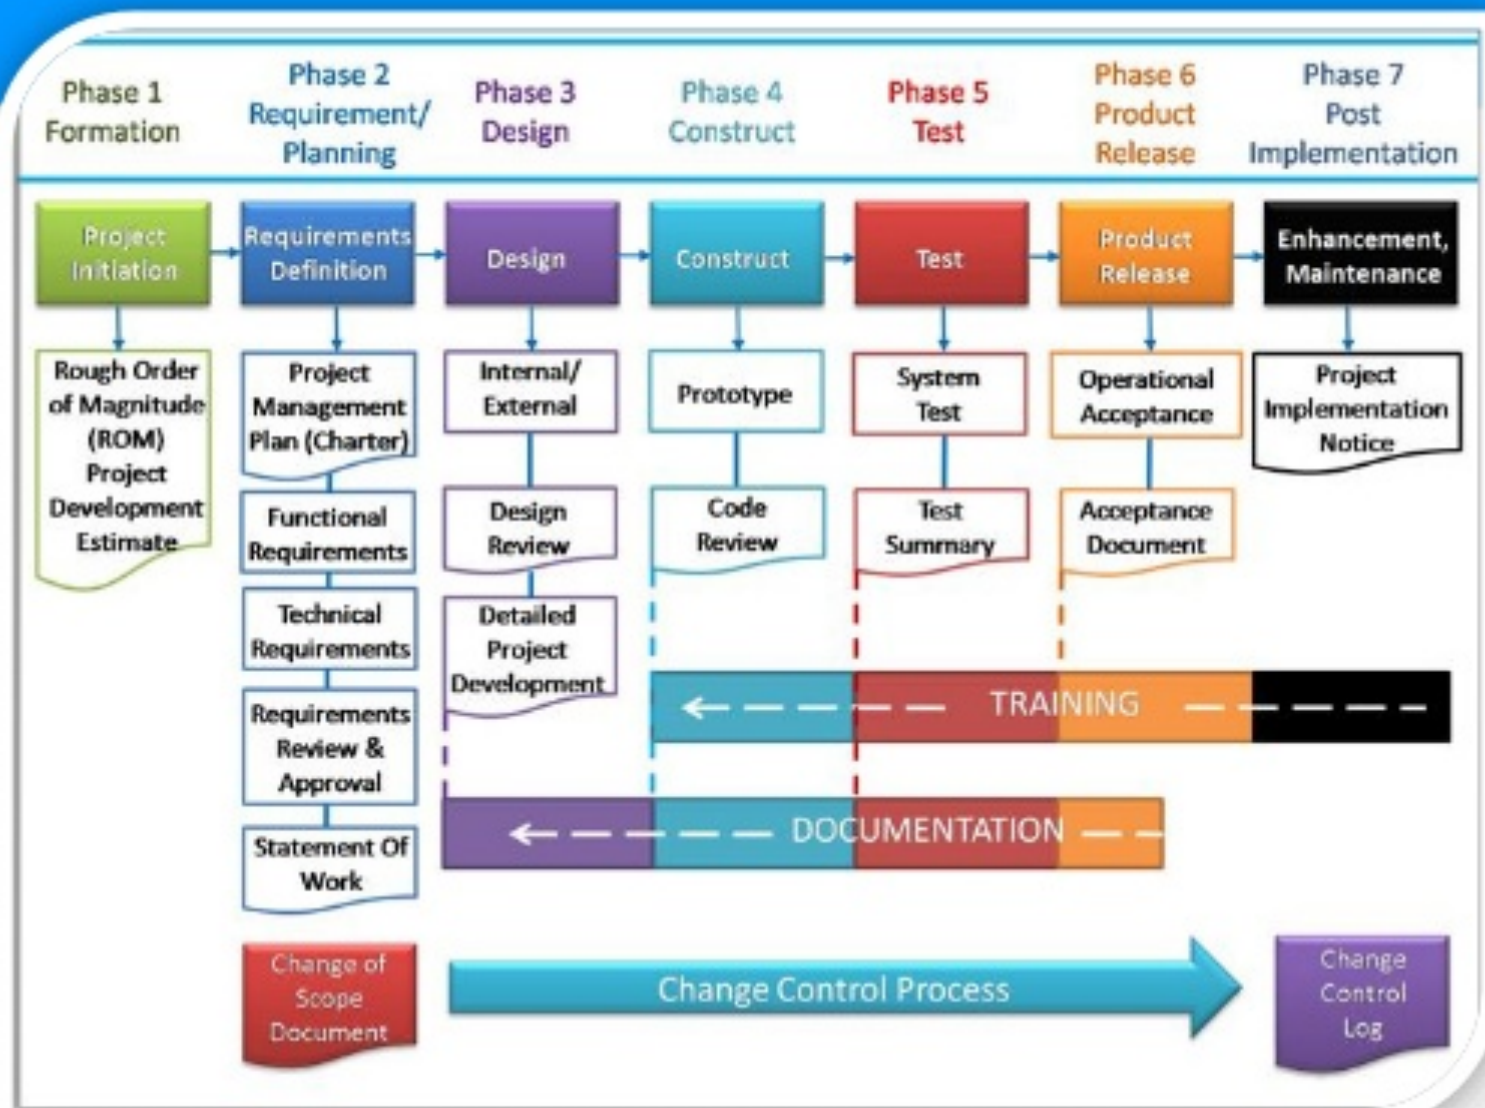 Phase 1
Formation
Phase 2
Requirement/
Planning
Phase 3
Design
Phase 4
Construct
Phase 5
Test
Phase 6
Product
Release
Phase 7
Post
Implementation
Project
Initiation
Requirements
Definition
Design
Construct
Test
Product
Release
Enhancement,
Maintenance
Rough Order
of Magnitude
(ROM)
Project
Development
Estimate
Project
Management
Plan (Charter)
Functional
Requirements
Technical
Requirements
Requirements
Review &
Approval
Statement Of
Work
Internal/
External
Design
Review
Detailed
Project
Development
Prototype
Code
Review
System
Test
Test
Summary
Operational
Acceptance
Acceptance
Document
Project
Implementation
Notice
TRAINING
DOCUMENTATION
Change of
Scope
Document
Change Control Process
Change
Control
Log